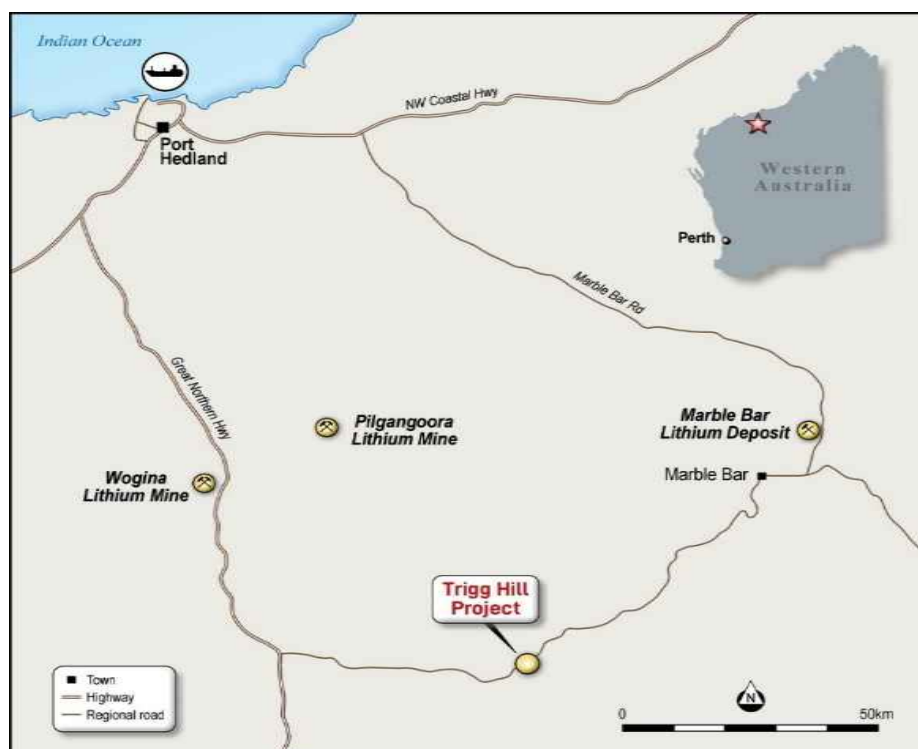 Indian Ocean
NW Coastal Hwy
Port
Hedland
Western
Australia
Perth
Marble Bar Rd
Great Northern Hwy
Pilgangoora
Lithium Mine
Marble Bar
Lithium Deposit
Wogina
Lithium Mine
Marble Bar
Trigg Hill
Project
Town
Highway
Regional road
N
0
50km